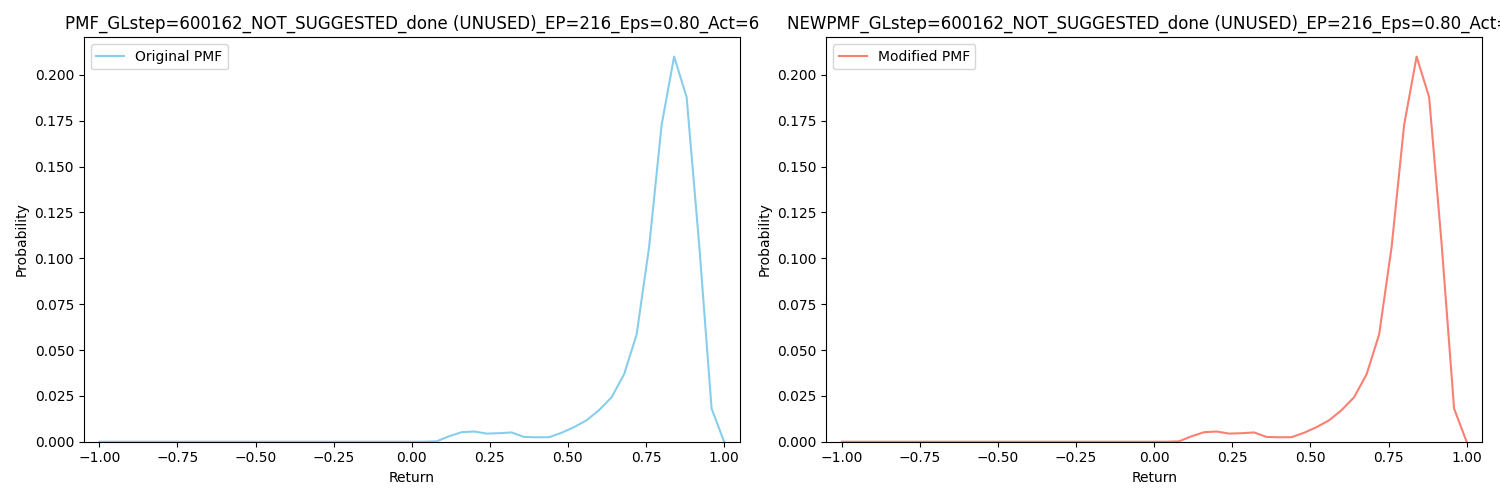 PMF_GLstep=600162_NOT_SUGGESTED_done (UNUSED)_EP=216_Eps=0.80_Act=6
Original PMF
Probability
0.200
0.175
0.150
0.125
0.100
0.075
0.050
0.025
0.000
−1.00 −0.75 −0.50 −0.25 0.00 0.25 0.50 0.75 1.00
Return
NEWPMF_GLstep=600162_NOT_SUGGESTED_done (UNUSED)_EP=216_Eps=0.80_Act=
Modified PMF
Probability
0.200
0.175
0.150
0.125
0.100
0.075
0.050
0.025
0.000
−1.00 −0.75 −0.50 −0.25 0.00 0.25 0.50 0.75 1.00
Return